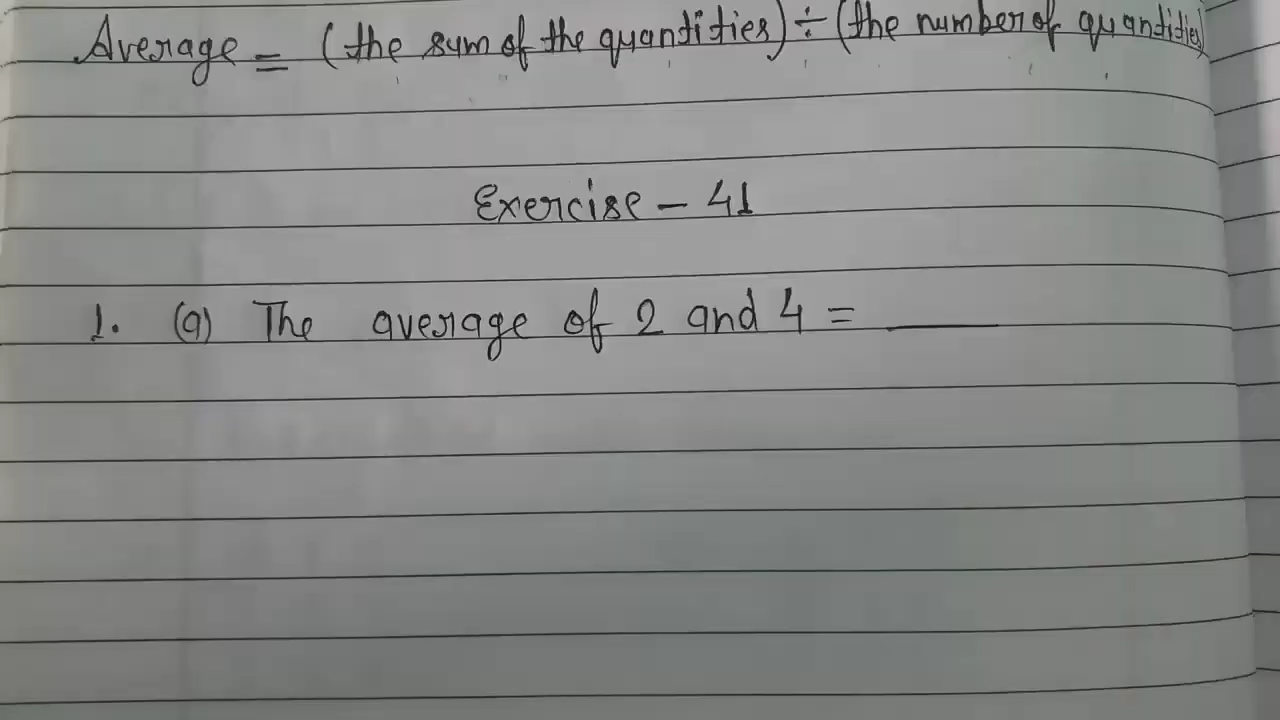 Average = (the sum of the quantities) ÷ (the number of quantities)
Exercise - 41
1. (a) The average of 2 and 4 = ____